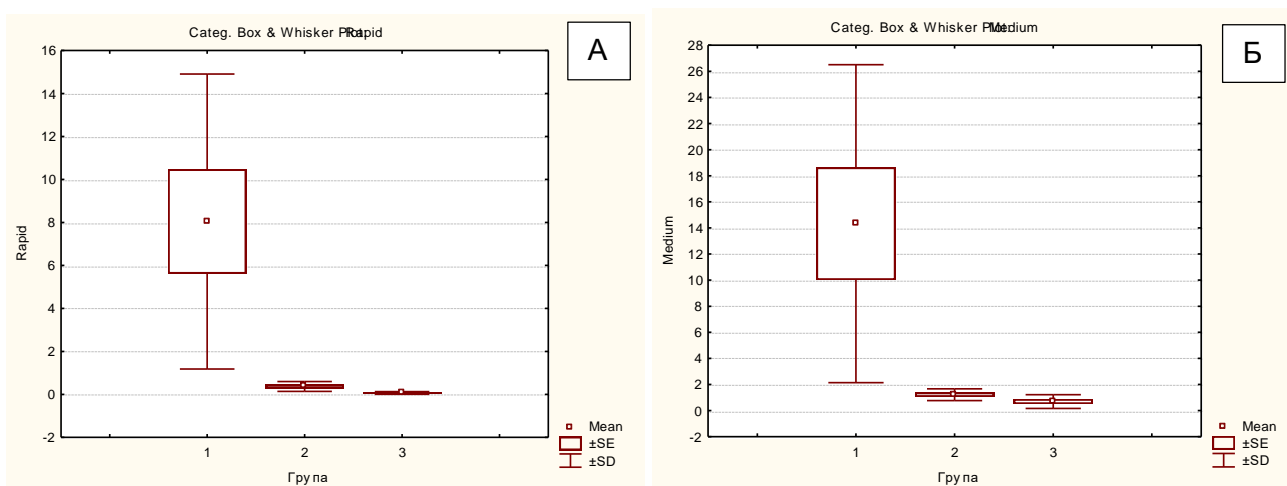 Categ. Box & Whisker Plot: Rapid
А
16
14
12
10
8
6
4
2
0
-2
Rapid
1 2 3
Група
Mean
±SE
±SD
Categ. Box & Whisker Plot: Medium
Б
28
26
24
22
20
18
16
14
12
10
8
6
4
2
0
-2
Medium
1 2 3
Група
Mean
±SE
±SD